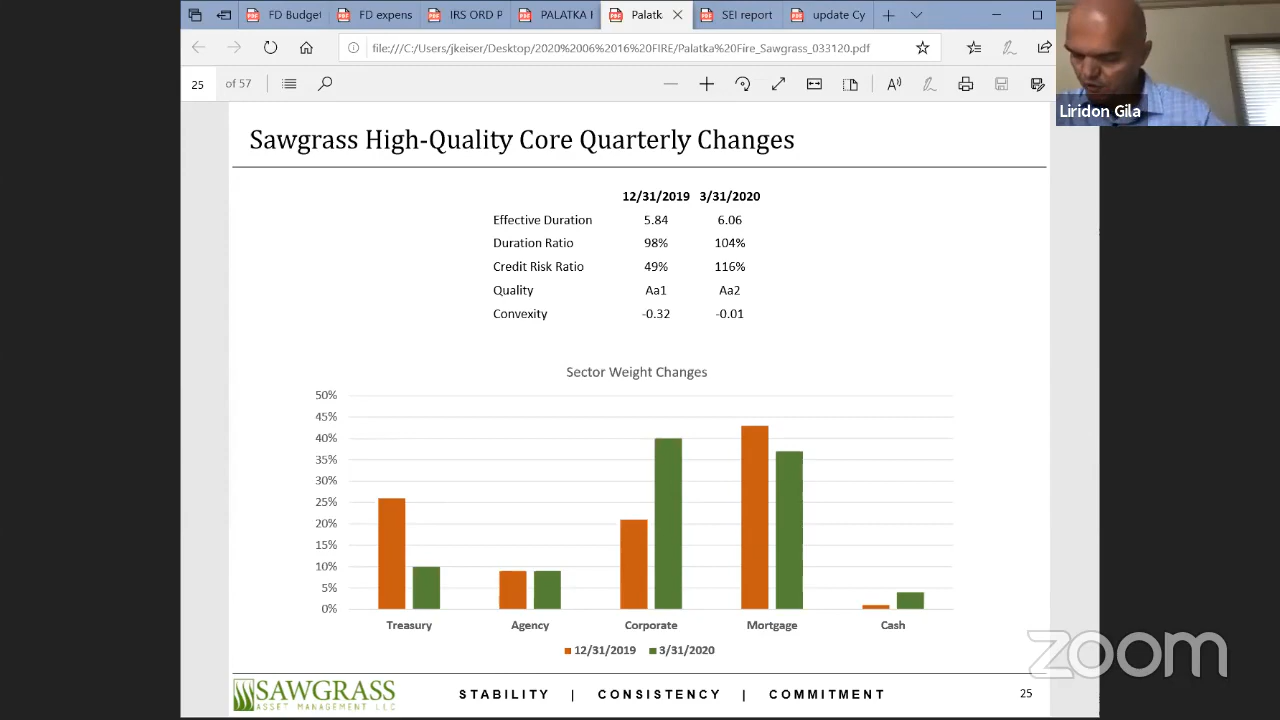 FD Budget
FD expens
IRS ORD P
PALATKA I
Palatk
SEI report
update Cy
file:///C:/Users/jkeiser/Desktop/2020%2006%2016%20FIRE/Palatka%20Fire_Sawgrass_033120.pdf
25 of 57
Liridon Gila
Sawgrass High-Quality Core Quarterly Changes
12/31/2019 3/31/2020
Effective Duration 5.84 6.06
Duration Ratio 98% 104%
Credit Risk Ratio 49% 116%
Quality Aa1 Aa2
Convexity -0.32 -0.01
Sector Weight Changes
50%
45%
40%
35%
30%
25%
20%
15%
10%
5%
0%
Treasury Agency Corporate Mortgage Cash
12/31/2019 3/31/2020
zoom
SAWGRASS
ASSET MANAGEMENT LLC
STABILITY | CONSISTENCY | COMMITMENT
25